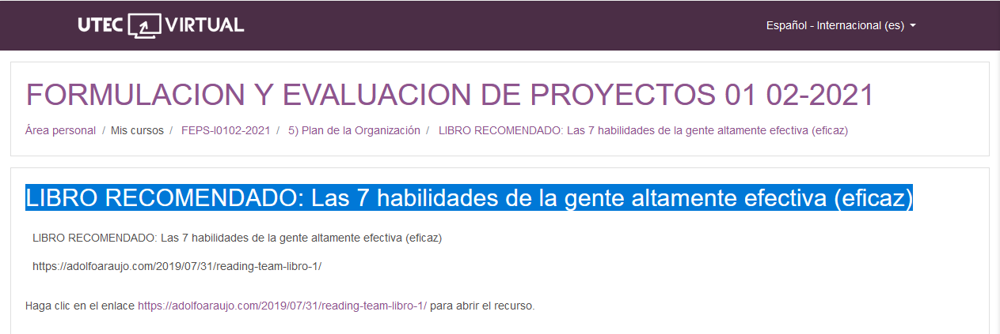 UTEC VIRTUAL
Español - Internacional (es)
FORMULACION Y EVALUACION DE PROYECTOS 01 02-2021
Área personal / Mis cursos / FEPS-I0102-2021 / 5) Plan de la Organización / LIBRO RECOMENDADO: Las 7 habilidades de la gente altamente efectiva (eficaz)
LIBRO RECOMENDADO: Las 7 habilidades de la gente altamente efectiva (eficaz)
LIBRO RECOMENDADO: Las 7 habilidades de la gente altamente efectiva (eficaz)
https://adolfoaraujo.com/2019/07/31/reading-team-libro-1/
Haga clic en el enlace https://adolfoaraujo.com/2019/07/31/reading-team-libro-1/ para abrir el recurso.